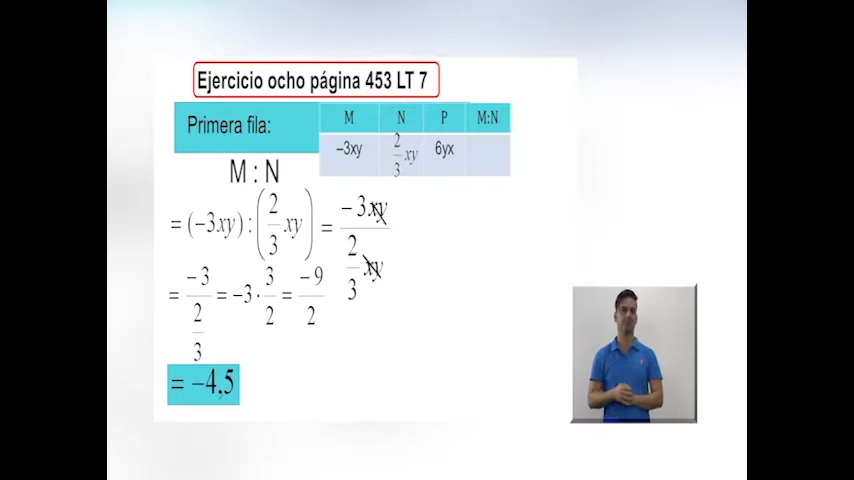 Ejercicio ocho página 453 LT 7
Primera fila:
M N P M:N
–3xy 2/3 xy 6yx
M : N
= (−3xy) : (2/3 xy) = −3xy / (2/3 xy)
= −3 / (2/3) = −3 · 3/2 = −9/2
= −4,5